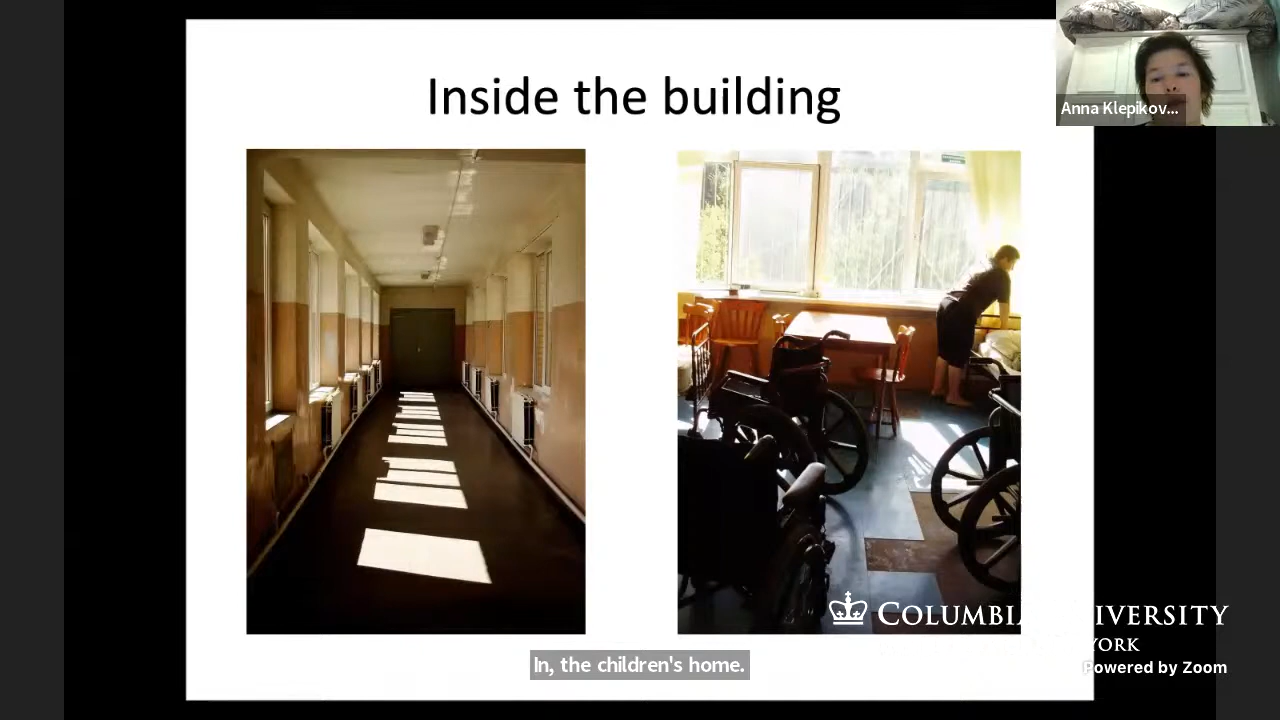 Inside the building
Anna Klepikov...
COLUMBIA UNIVERSITY
YORK
Powered by Zoom
In, the children's home.